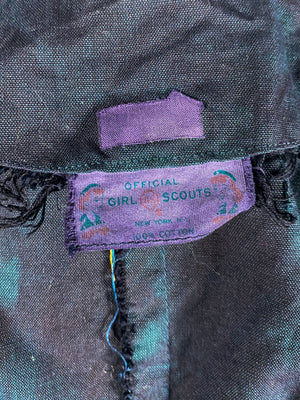 OFFICIAL
GIRL SCOUTS
NEW YORK N.Y.
100% COTTON